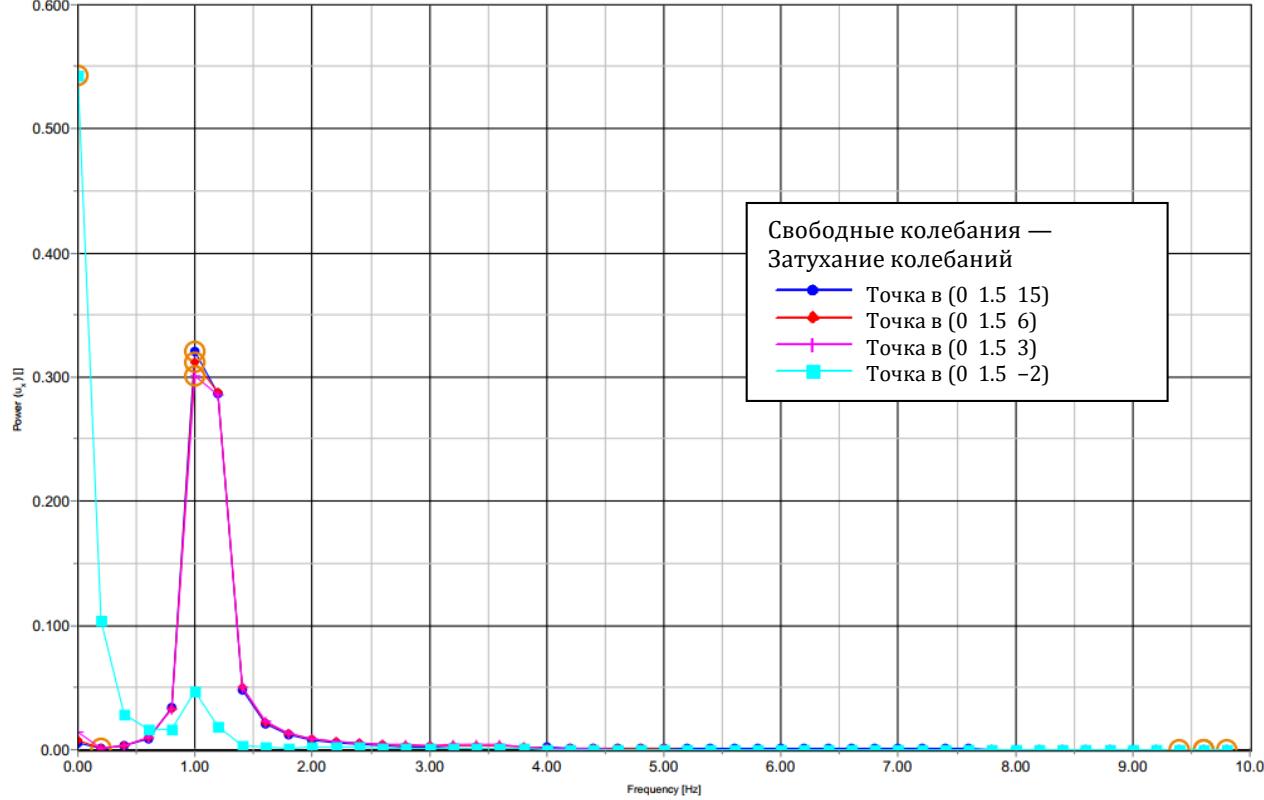 0.600
0.500
0.400
0.300
0.200
0.100
0.00
Power (uₓ )[]
Свободные колебания —
Затухание колебаний
Точка в (0 1.5 15)
Точка в (0 1.5 6)
Точка в (0 1.5 3)
Точка в (0 1.5 −2)
0.00 1.00 2.00 3.00 4.00 5.00 6.00 7.00 8.00 9.00 10.0
Frequency [Hz]